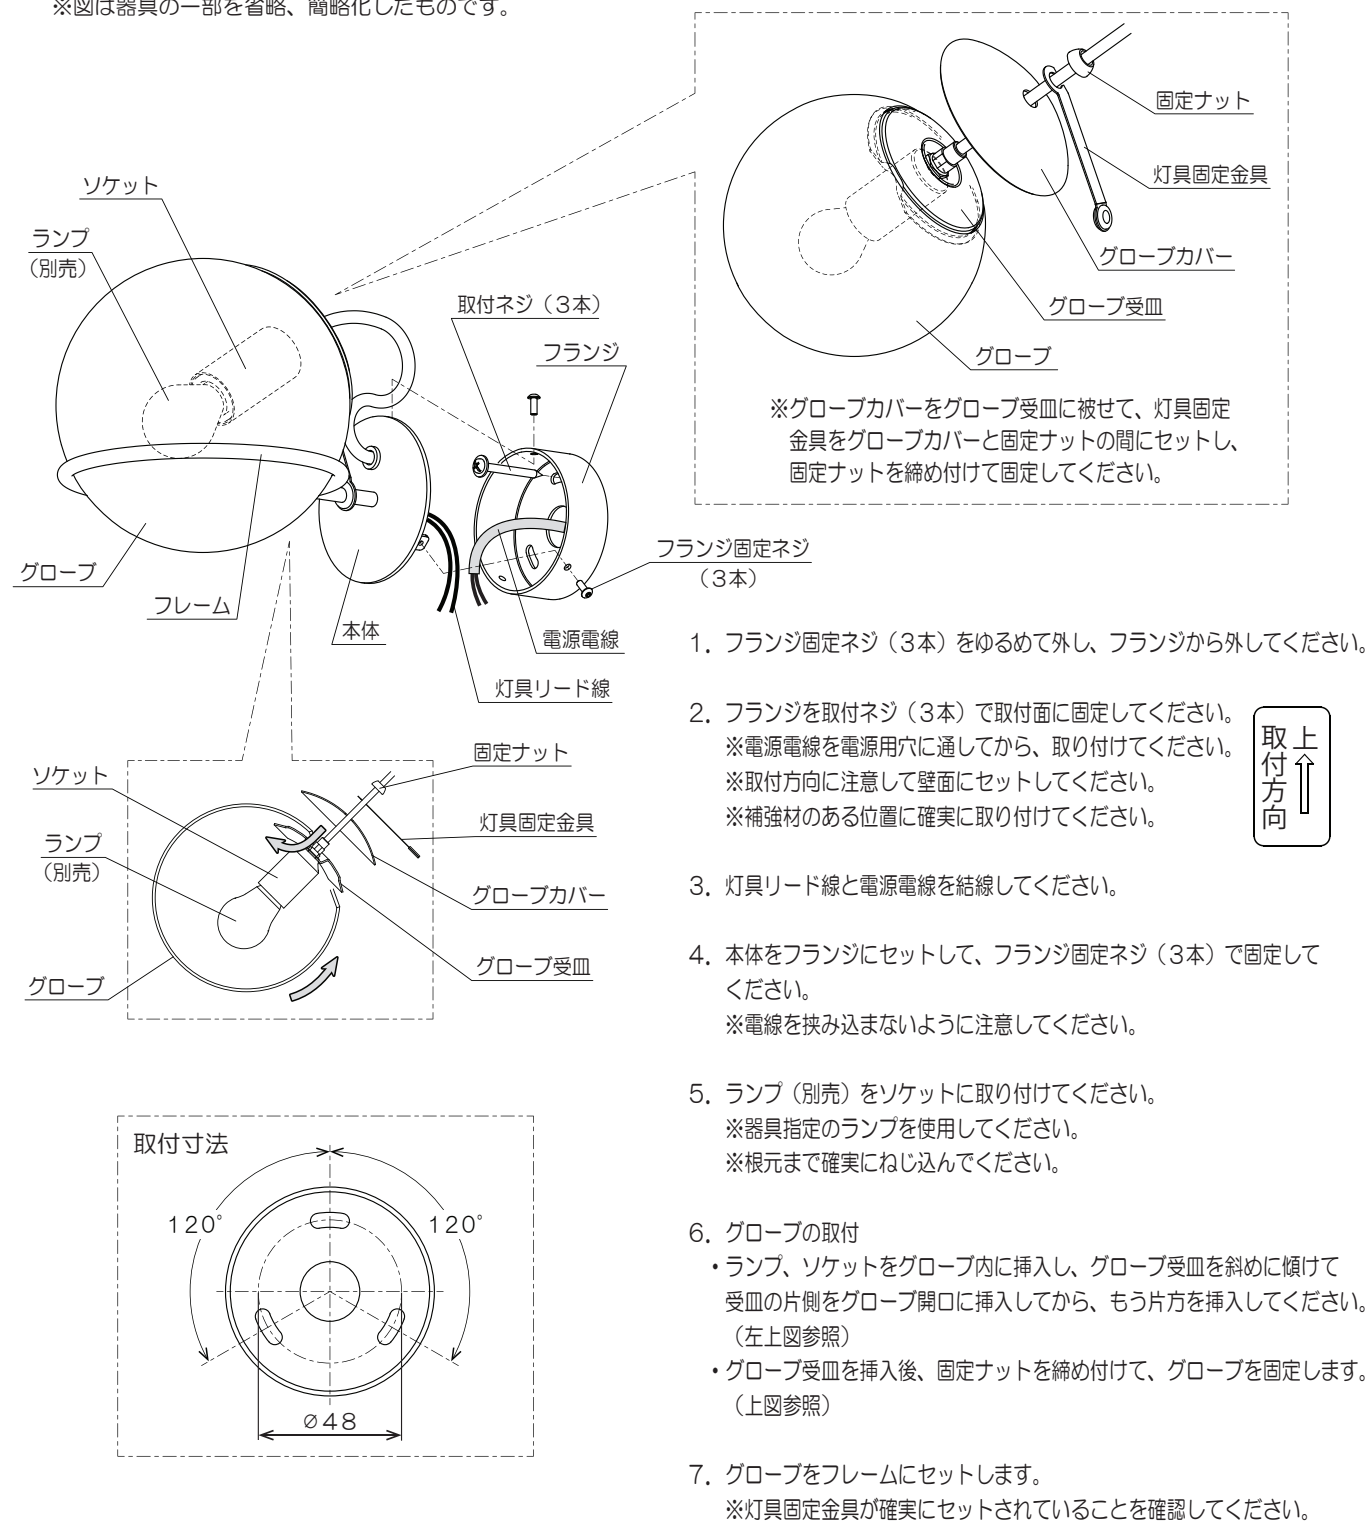 ※図は器具の一部を省略、簡略化したものです。
固定ナット
灯具固定金具
グローブカバー
グローブ受皿
グローブ
※グローブカバーをグローブ受皿に被せて、灯具固定
金具をグローブカバーと固定ナットの間にセットし、
固定ナットを締め付けて固定してください。
ソケット
ランプ
（別売）
取付ネジ（３本）
フランジ
フランジ固定ネジ
（３本）
グローブ
フレーム
本体
電源電線
灯具リード線
固定ナット
ソケット
灯具固定金具
ランプ
（別売）
グローブカバー
グローブ受皿
グローブ
取付寸法
120°
120°
⌀48
１．フランジ固定ネジ（３本）をゆるめて外し、フランジから外してください。
２．フランジを取付ネジ（３本）で取付面に固定してください。
※電源電線を電源用穴に通してから、取り付けてください。
※取付方向に注意して壁面にセットしてください。
※補強材のある位置に確実に取り付けてください。
上
取付方向
３．灯具リード線と電源電線を結線してください。
４．本体をフランジにセットして、フランジ固定ネジ（３本）で固定して
ください。
※電線を挟み込まないように注意してください。
５．ランプ（別売）をソケットに取り付けてください。
※器具指定のランプを使用してください。
※根元まで確実にねじ込んでください。
６．グローブの取付
・ランプ、ソケットをグローブ内に挿入し、グローブ受皿を斜めに傾けて
受皿の片側をグローブ開口に挿入してから、もう片方を挿入してください。
（左上図参照）
・グローブ受皿を挿入後、固定ナットを締め付けて、グローブを固定します。
（上図参照）
７．グローブをフレームにセットします。
※灯具固定金具が確実にセットされていることを確認してください。